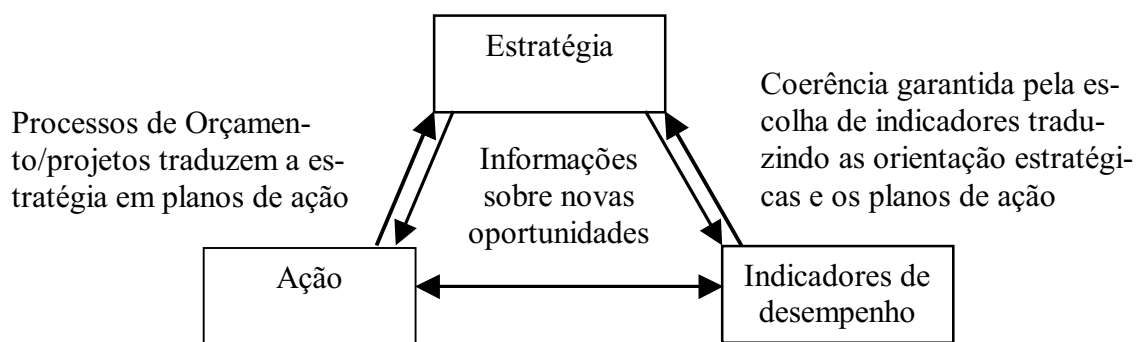 Estratégia
Processos de Orçamen-
to/projetos traduzem a es-
tratégia em planos de ação
Informações
sobre novas
oportunidades
Coerência garantida pela es-
colha de indicadores tradu-
zindo as orientação estratégi-
cas e os planos de ação
Ação
Indicadores de
desempenho